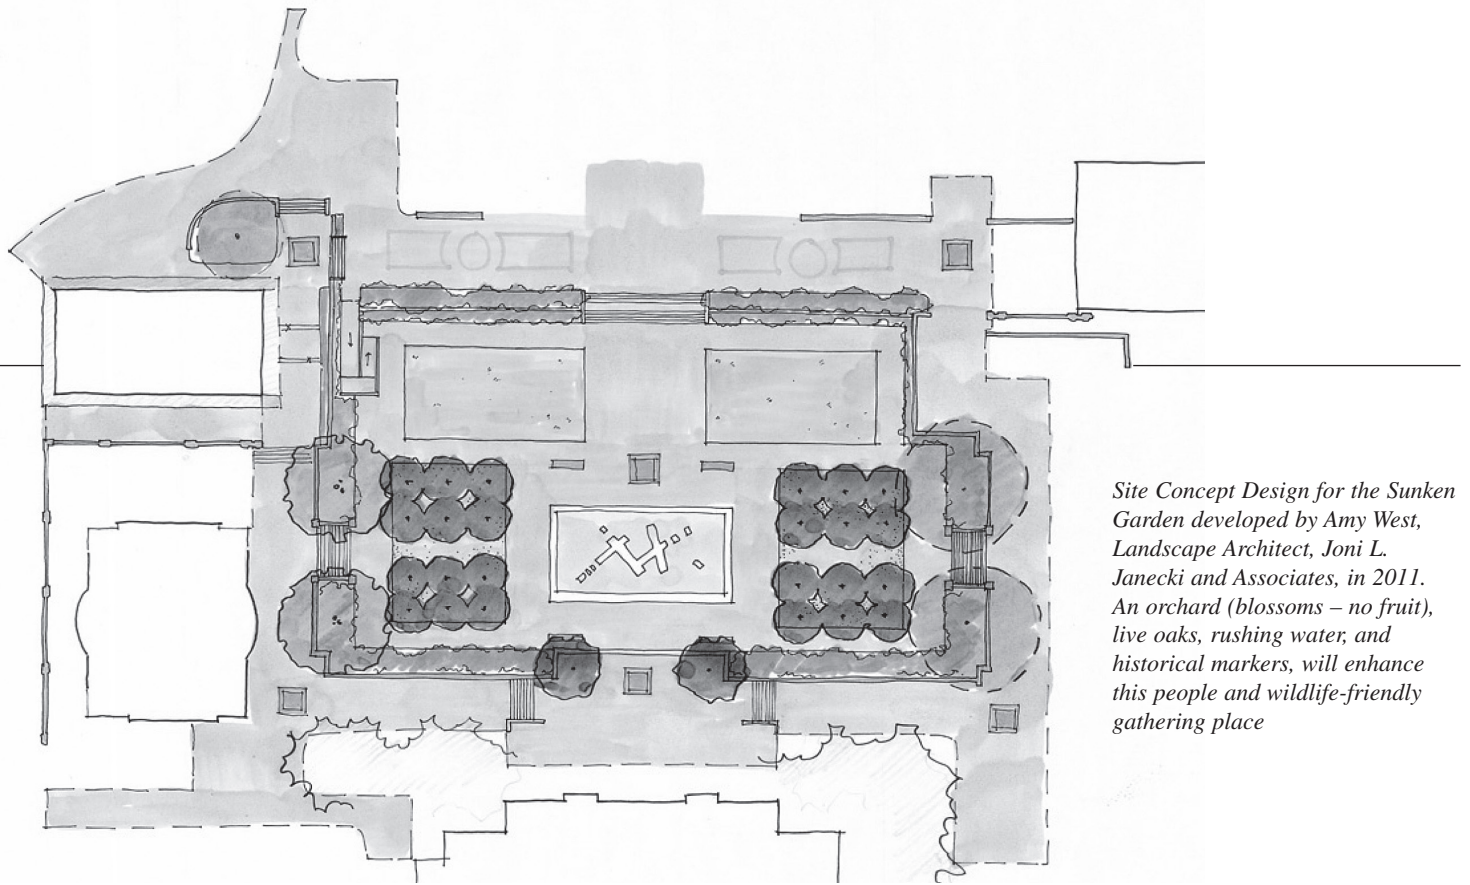 Site Concept Design for the Sunken
Garden developed by Amy West,
Landscape Architect, Joni L.
Janecki and Associates, in 2011.
An orchard (blossoms – no fruit),
live oaks, rushing water, and
historical markers, will enhance
this people and wildlife-friendly
gathering place